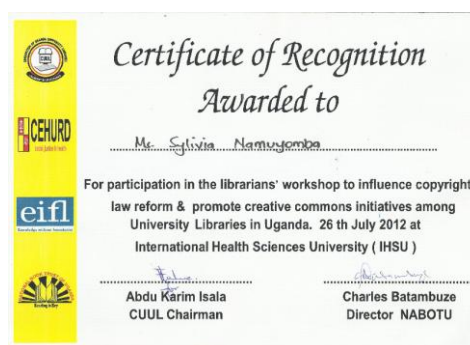 Certificate of Recognition
Awarded to
CEHURD
Ms. Sylivia Namuyomba
For participation in the librarians' workshop to influence copyright
law reform & promote creative commons initiatives among
eifl
University Libraries in Uganda. 26 th July 2012 at
International Health Sciences University ( IHSU )
Abdu Karim Isala
Charles Batambuze
CUUL Chairman
Director NABOTU